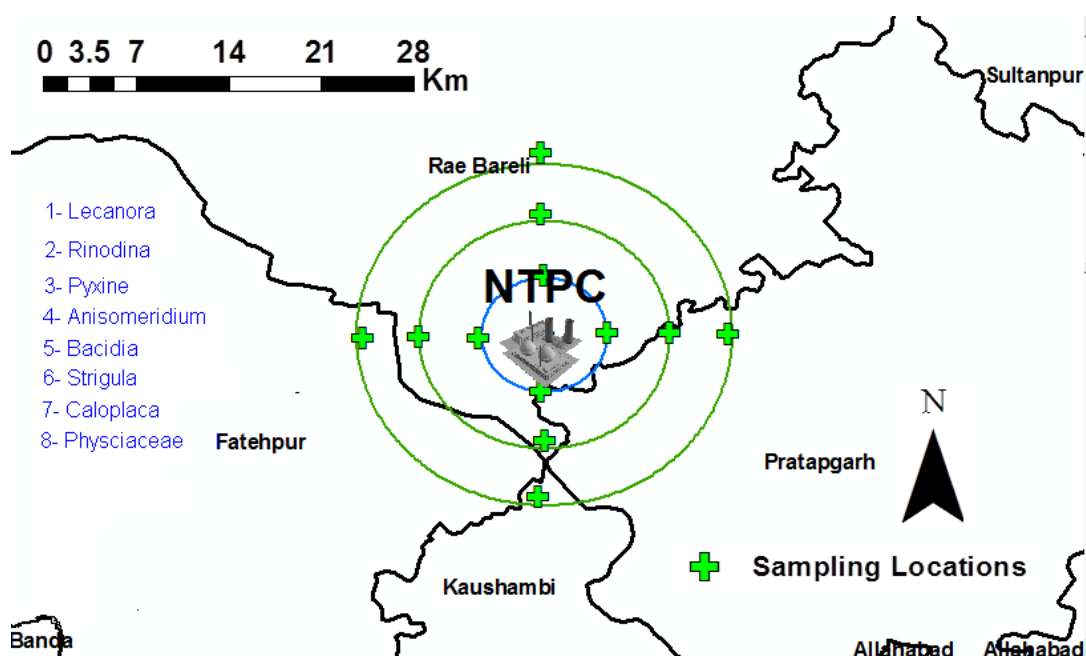 0 3.5 7 14 21 28
Km
Sultanpur
Rae Bareli
1- Lecanora
2- Rinodina
3- Pyxine
4- Anisomeridium
5- Bacidia
6- Strigula
7- Caloplaca
8- Physciaceae
NTPC
N
Fatehpur
Pratapgarh
Sampling Locations
Kaushambi
Banda
Allahabad
Allahabad